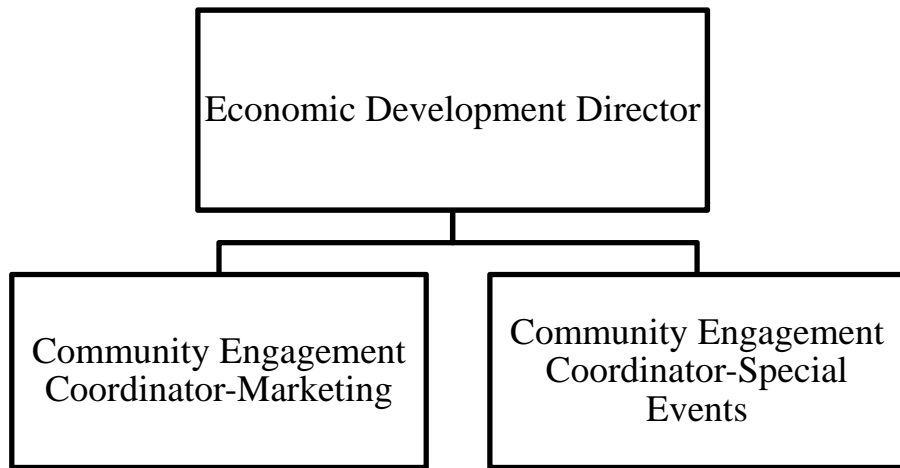 Economic Development Director
Community Engagement
Coordinator-Marketing
Community Engagement
Coordinator-Special
Events